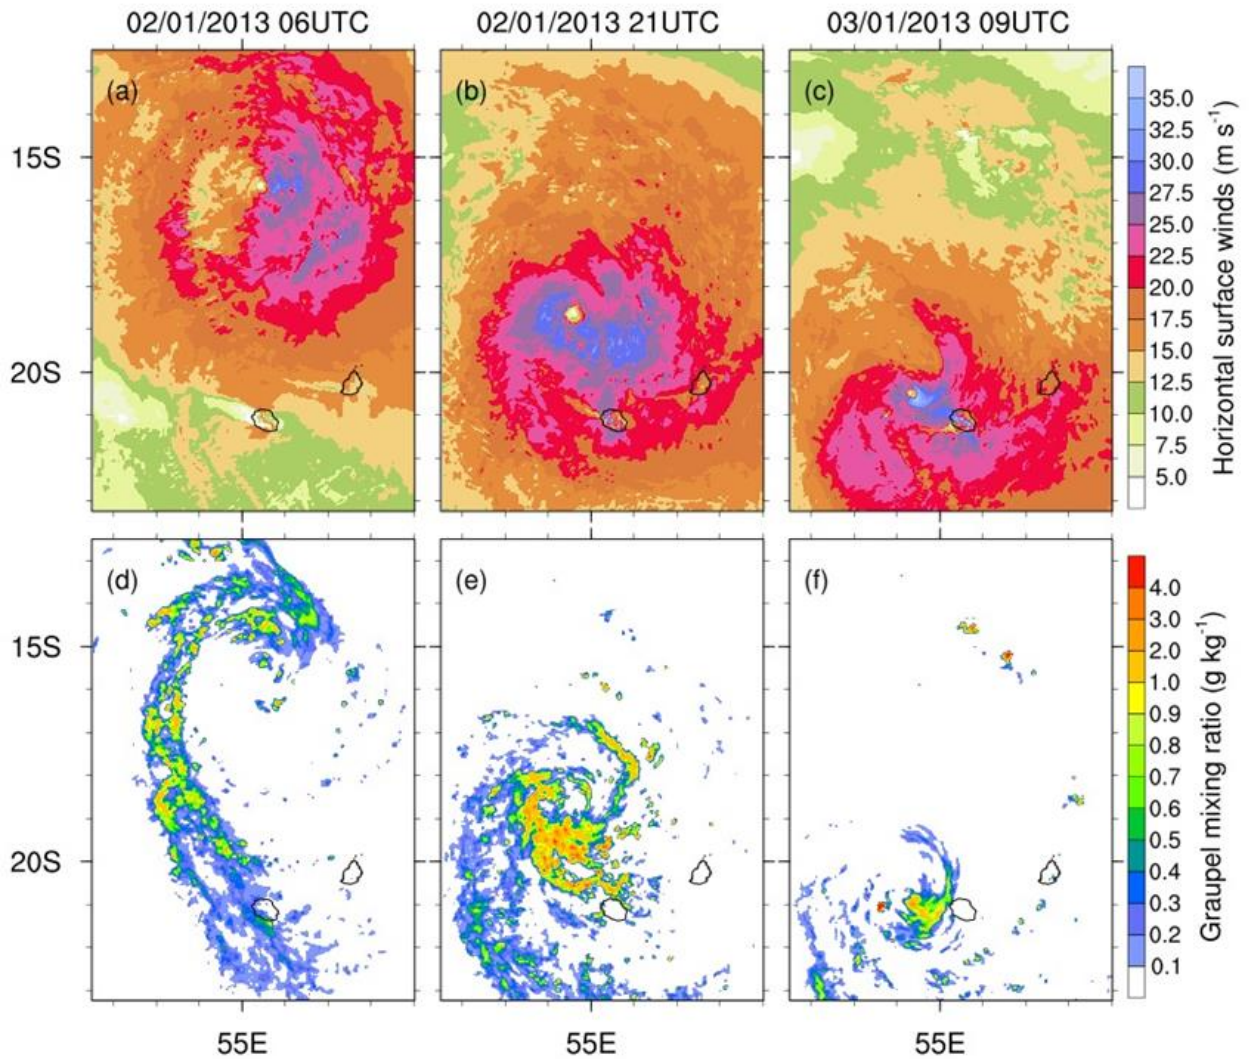 02/01/2013 06UTC 02/01/2013 21UTC 03/01/2013 09UTC
(a) (b) (c)
15S
20S
35.0
32.5
30.0
27.5
25.0
22.5
20.0
17.5
15.0
12.5
10.0
7.5
5.0
Horizontal surface winds (m s⁻¹)
(d) (e) (f)
15S
20S
4.0
3.0
2.0
1.0
0.9
0.8
0.7
0.6
0.5
0.4
0.3
0.2
0.1
Graupel mixing ratio (g kg⁻¹)
55E 55E 55E